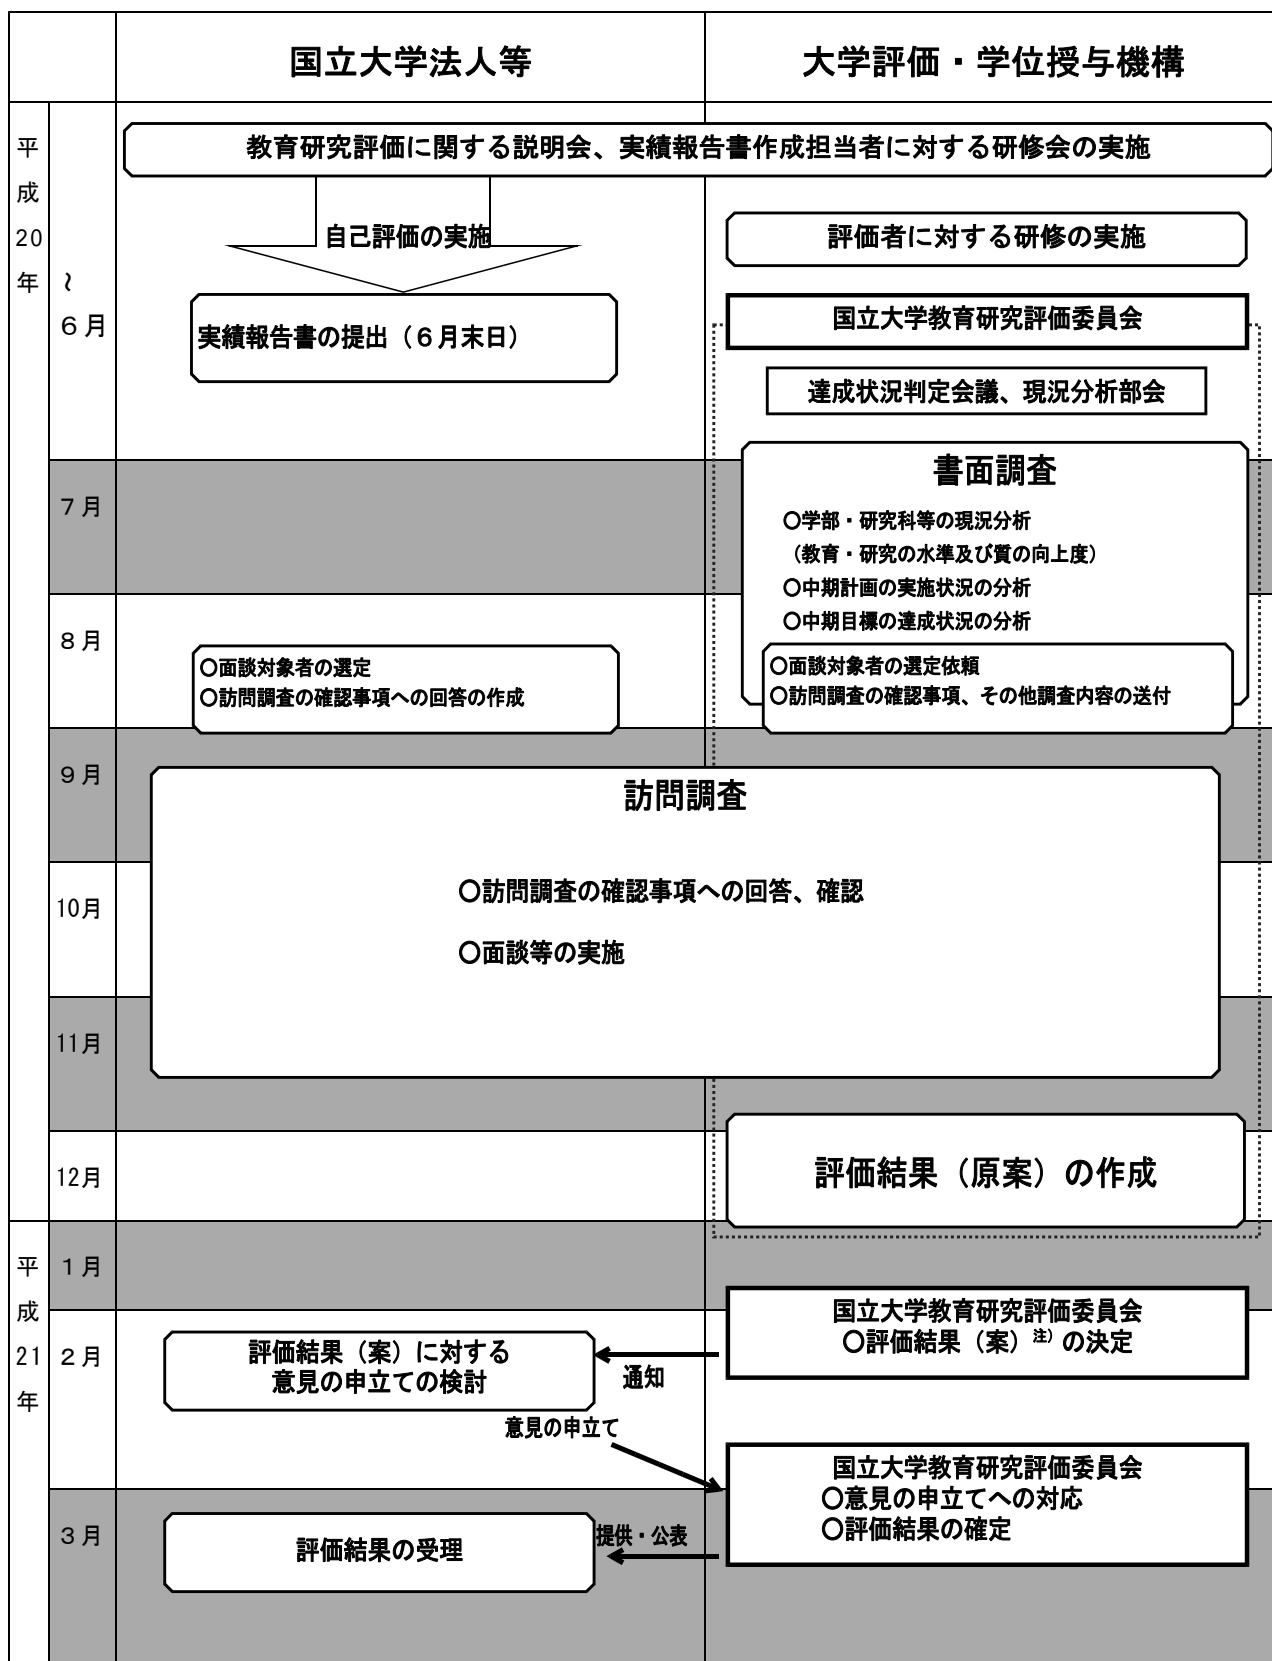 国立大学法人等
大学評価・学位授与機構
平成20年
~６月
教育研究評価に関する説明会、実績報告書作成担当者に対する研修会の実施
自己評価の実施
評価者に対する研修の実施
実績報告書の提出（６月末日）
国立大学教育研究評価委員会
達成状況判定会議、現況分析部会
７月
書面調査
○学部・研究科等の現況分析
（教育・研究の水準及び質の向上度）
○中期計画の実施状況の分析
○中期目標の達成状況の分析
８月
○面談対象者の選定
○訪問調査の確認事項への回答の作成
○面談対象者の選定依頼
○訪問調査の確認事項、その他調査内容の送付
９月
訪問調査
10月
○訪問調査の確認事項への回答、確認
○面談等の実施
11月
12月
評価結果（原案）の作成
平成21年
１月
国立大学教育研究評価委員会
○評価結果（案）注）の決定
２月
評価結果（案）に対する
意見の申立ての検討
通知
意見の申立て
国立大学教育研究評価委員会
○意見の申立てへの対応
○評価結果の確定
３月
評価結果の受理
提供・公表